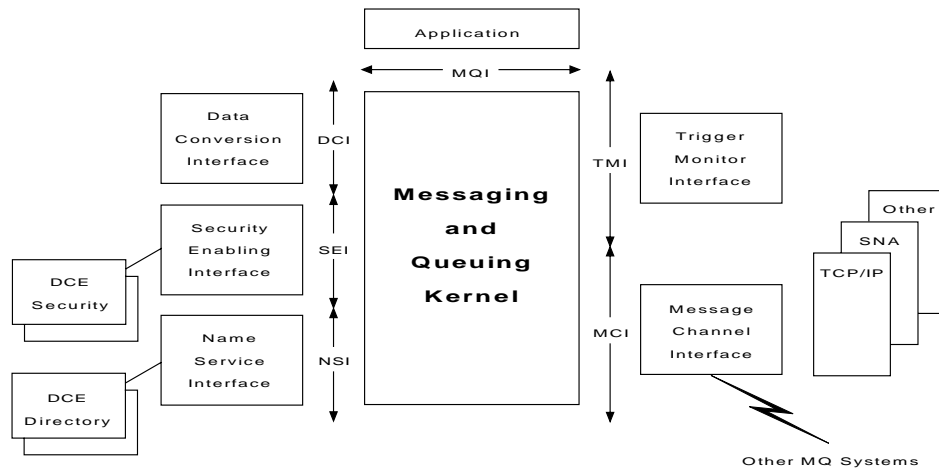 Application
MQI
Data
Conversion
Interface
DCI
Security
Enabling
Interface
SEI
DCE
Security
Name
Service
Interface
NSI
DCE
Directory
Messaging
and
Queuing
Kernel
TMI
Trigger
Monitor
Interface
MCI
Message
Channel
Interface
Other
SNA
TCP/IP
Other MQ Systems